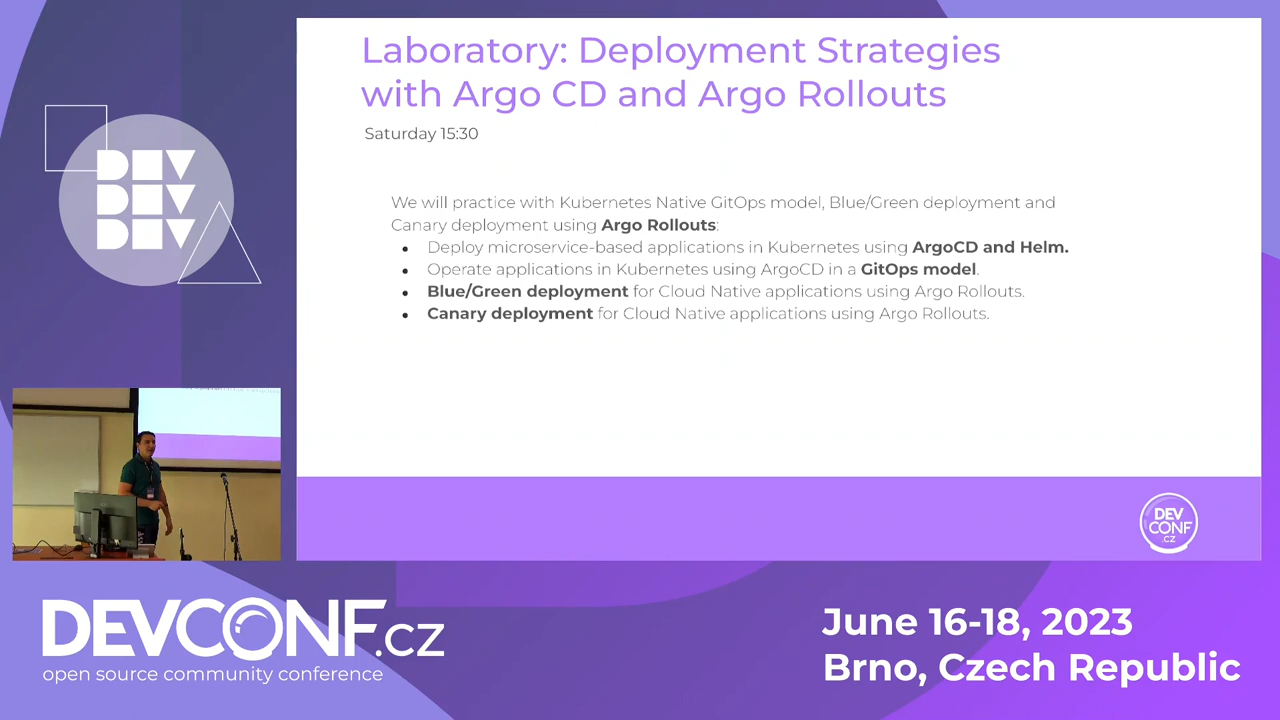 Laboratory: Deployment Strategies
with Argo CD and Argo Rollouts
Saturday 15:30
We will practice with Kubernetes Native GitOps model, Blue/Green deployment and
Canary deployment using Argo Rollouts:
• Deploy microservice-based applications in Kubernetes using ArgoCD and Helm.
• Operate applications in Kubernetes using ArgoCD in a GitOps model.
• Blue/Green deployment for Cloud Native applications using Argo Rollouts.
• Canary deployment for Cloud Native applications using Argo Rollouts.
DEV
DEV
DEV
DEV
CONF
.CZ
DEVCONF.cz
open source community conference
June 16-18, 2023
Brno, Czech Republic